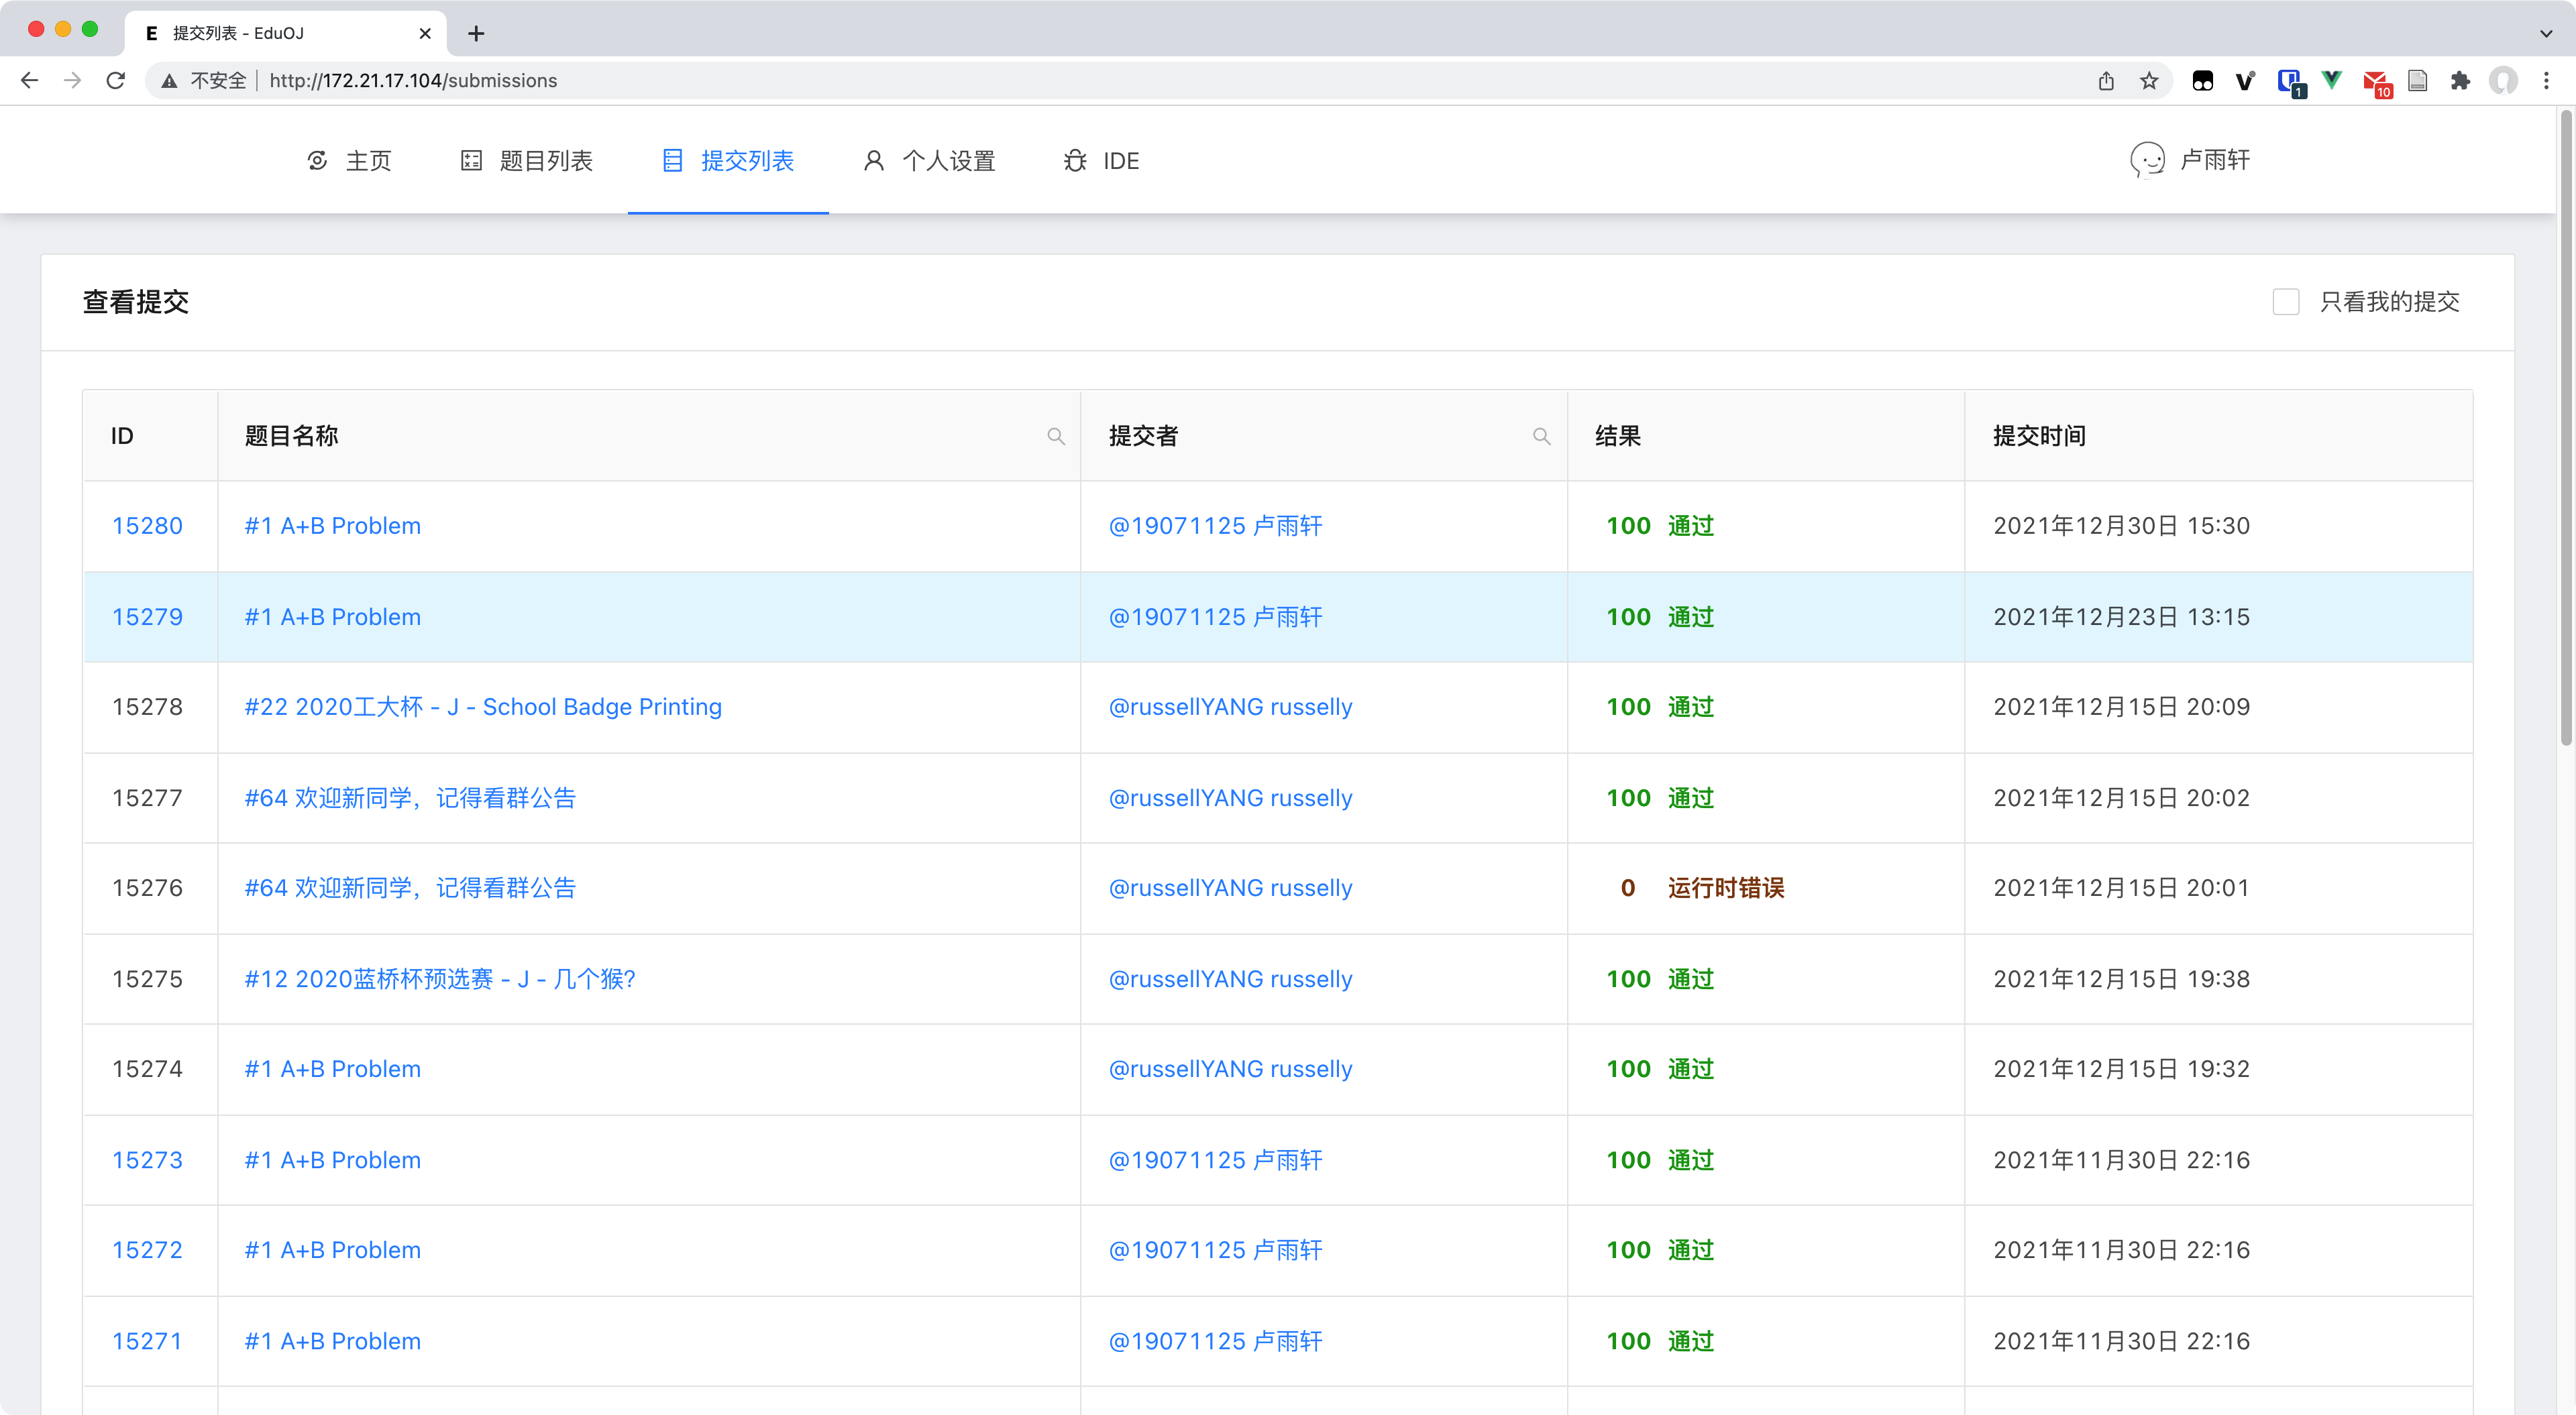 E 提交列表 - EduOJ
不安全 http://172.21.17.104/submissions
1
10
主页 题目列表 提交列表 个人设置 IDE 卢雨轩
查看提交 只看我的提交
ID 题目名称 提交者 结果 提交时间
15280 #1 A+B Problem @19071125 卢雨轩 100 通过 2021年12月30日 15:30
15279 #1 A+B Problem @19071125 卢雨轩 100 通过 2021年12月23日 13:15
15278 #22 2020工大杯 - J - School Badge Printing @russellYANG russelly 100 通过 2021年12月15日 20:09
15277 #64 欢迎新同学，记得看群公告 @russellYANG russelly 100 通过 2021年12月15日 20:02
15276 #64 欢迎新同学，记得看群公告 @russellYANG russelly 0 运行时错误 2021年12月15日 20:01
15275 #12 2020蓝桥杯预选赛 - J - 几个猴？ @russellYANG russelly 100 通过 2021年12月15日 19:38
15274 #1 A+B Problem @russellYANG russelly 100 通过 2021年12月15日 19:32
15273 #1 A+B Problem @19071125 卢雨轩 100 通过 2021年11月30日 22:16
15272 #1 A+B Problem @19071125 卢雨轩 100 通过 2021年11月30日 22:16
15271 #1 A+B Problem @19071125 卢雨轩 100 通过 2021年11月30日 22:16